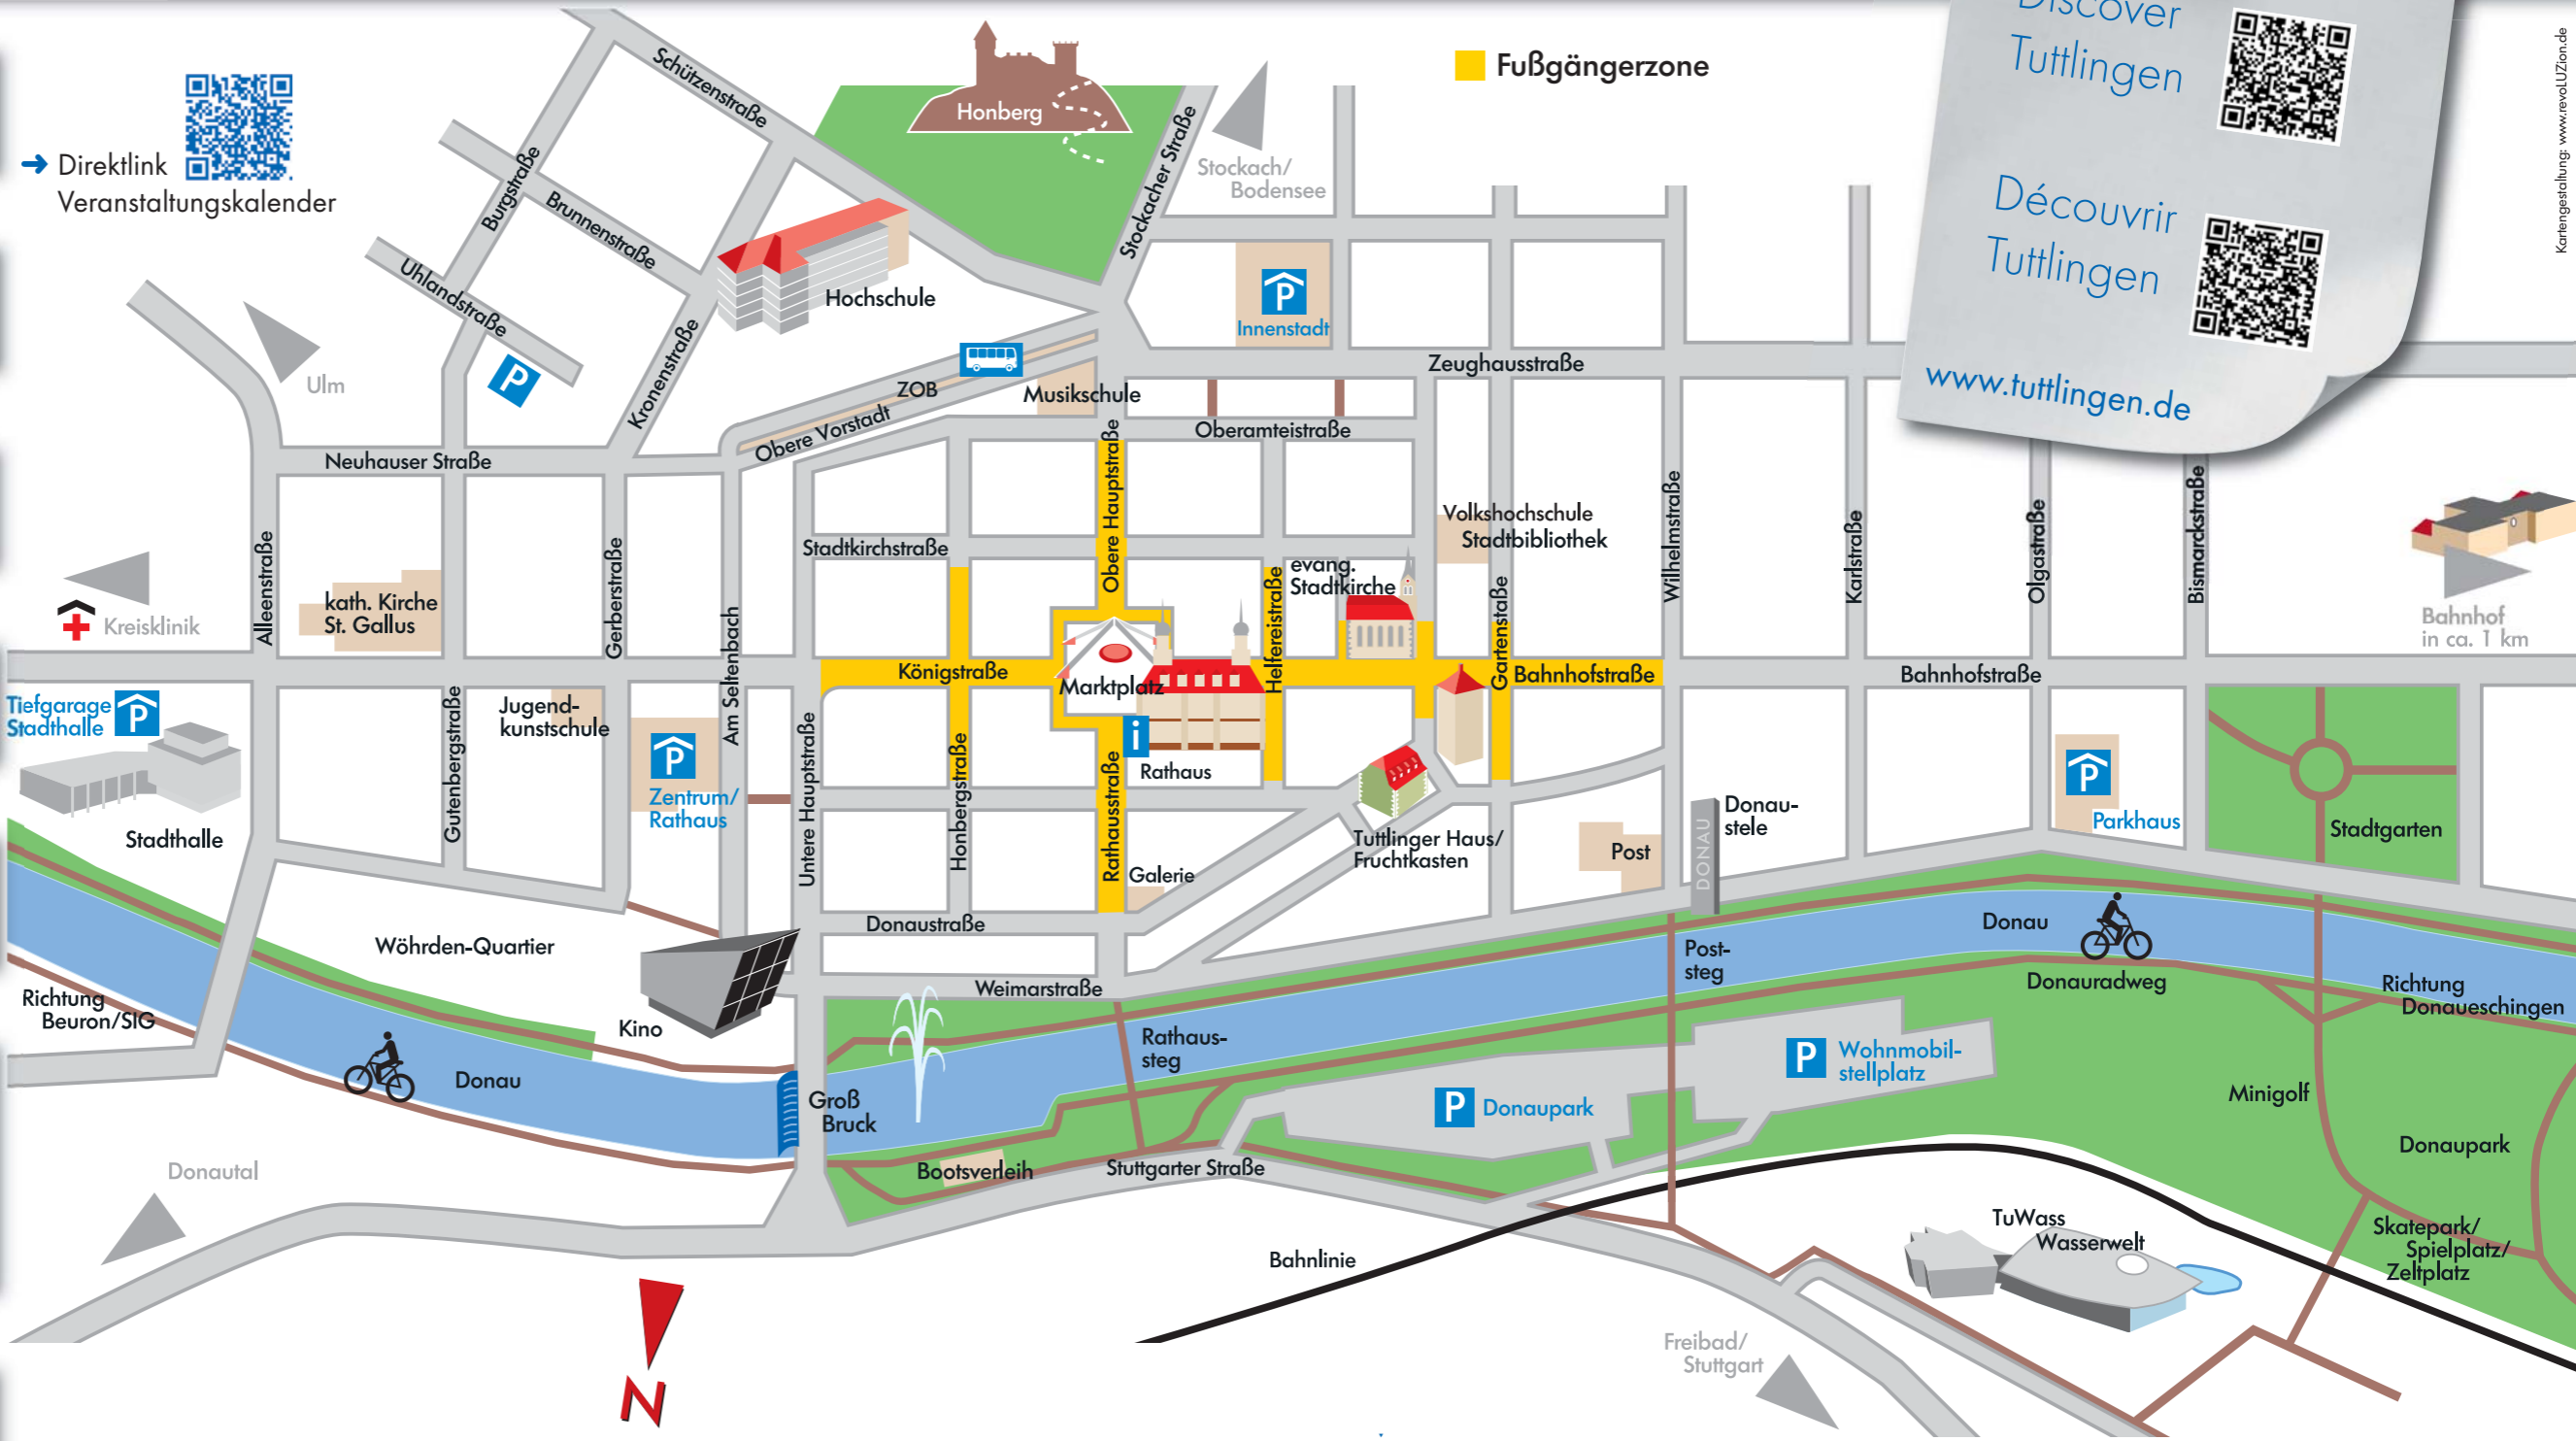 Discover
Tuttlingen
Découvrir
Tuttlingen
www.tuttlingen.de
Kartengestaltung: www.revoLUZion.de
Direktlink
Veranstaltungskalender
Fußgängerzone
Honberg
Schützenstraße
Stockacher Straße
Stockach/
Bodensee
Burgstraße
Brunnenstraße
Uhlandstraße
Kronenstraße
Hochschule
Ulm
P
P
Innenstadt
Zeughausstraße
ZOB
Musikschule
Obere Vorstadt
Oberamteistraße
Neuhauser Straße
Obere Hauptstraße
Stadtkirchstraße
Volkshochschule
Stadtbibliothek
evang.
Stadtkirche
Alleenstraße
Gerberstraße
Am Seltenbach
Helfereistraße
Gartenstaße
Wilhelmstraße
Karlstraße
Olgastraße
Bismarckstraße
Bahnhof
in ca. 1 km
Kreisklinik
kath. Kirche
St. Gallus
Königstraße
Marktplatz
Bahnhofstraße
Bahnhofstraße
Tiefgarage
Stadthalle
P
Stadthalle
Gutenbergstraße
Jugend-
kunstschule
P
Zentrum/
Rathaus
Untere Hauptstraße
Honbergstraße
Rathausstraße
i
Rathaus
Galerie
Tuttlinger Haus/
Fruchtkasten
Post
DONAU
Donau-
stele
P
Parkhaus
Stadtgarten
Donaustraße
Wöhrden-Quartier
Weimarstraße
Kino
Richtung
Beuron/SIG
Donau
Groß
Bruck
Rathaus-
steg
Post-
steg
Donau
Donauradweg
Richtung
Donaueschingen
P
Wohnmobil-
stellplatz
P
Donaupark
Minigolf
Donaupark
Bootsverleih
Stuttgarter Straße
Donautal
Bahnlinie
TuWass
Wasserwelt
Skatepark/
Spielplatz/
Zeltplatz
Freibad/
Stuttgart
N